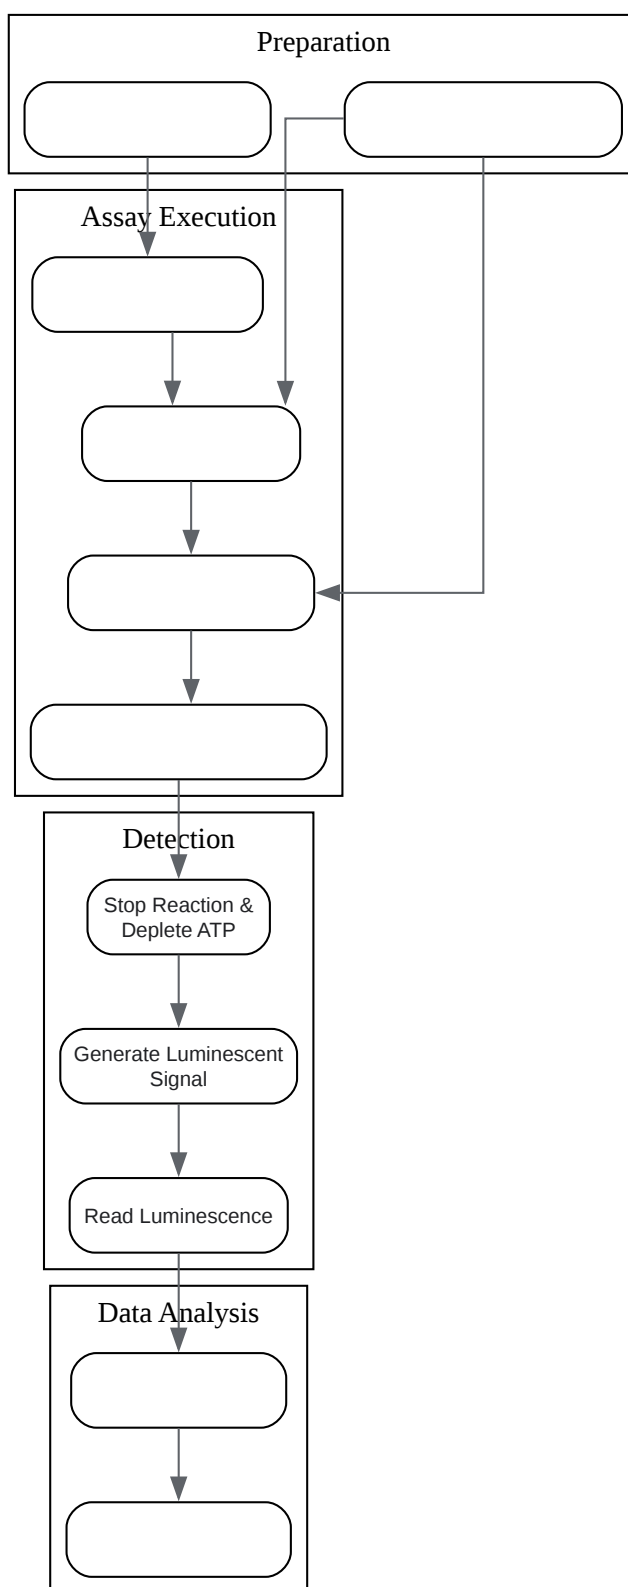 Preparation
Assay Execution
Detection
Stop Reaction &
Deplete ATP
Generate Luminescent
Signal
Read Luminescence
Data Analysis